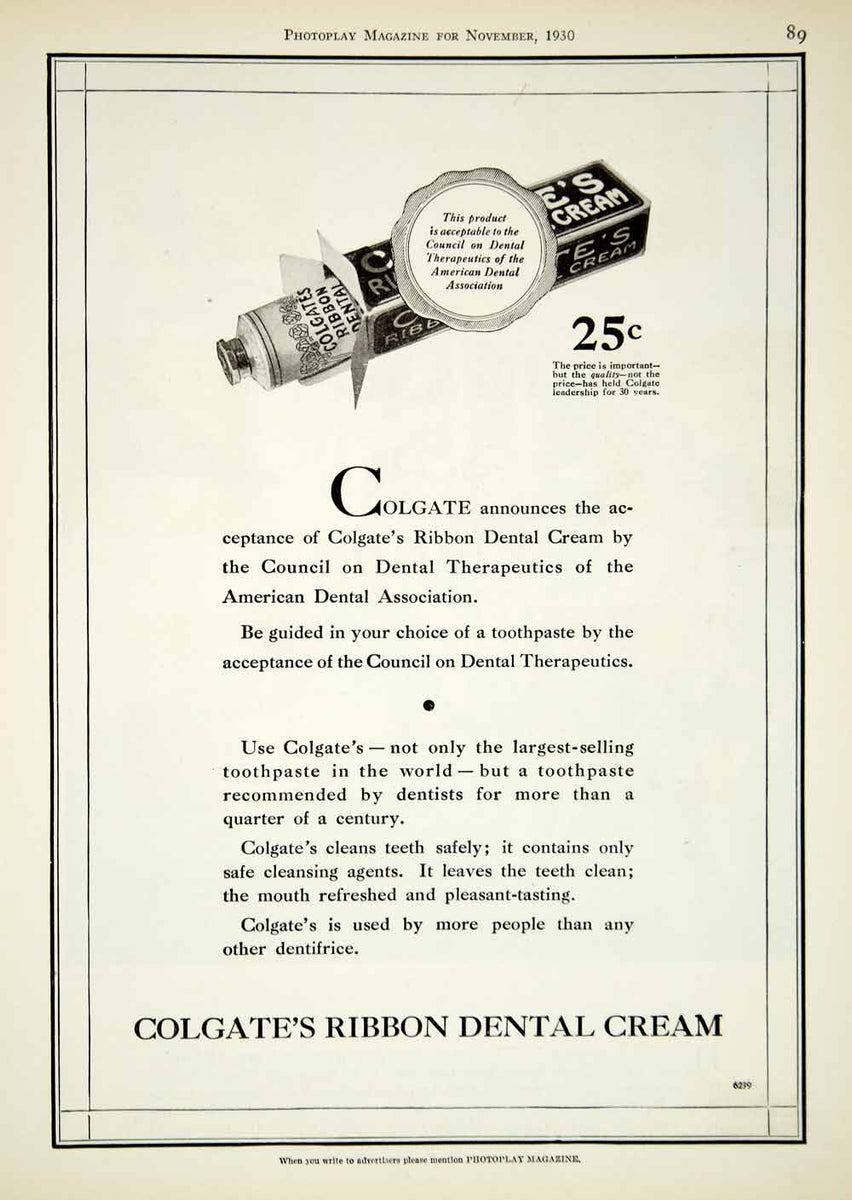 Photoplay Magazine for November, 1930
89
This product
is acceptable to the
Council on Dental
Therapeutics of the
American Dental
Association
E'S
CREAM
TE'S
CREAM
C
RI
C
RIBB
COLGATE'S
RIBBON
DENTAL
25c
The price is important—
but the quality—not the
price—has held Colgate
leadership for 30 years.
COLGATE announces the ac-
ceptance of Colgate's Ribbon Dental Cream by
the Council on Dental Therapeutics of the
American Dental Association.
Be guided in your choice of a toothpaste by the
acceptance of the Council on Dental Therapeutics.
Use Colgate's — not only the largest-selling
toothpaste in the world — but a toothpaste
recommended by dentists for more than a
quarter of a century.
Colgate's cleans teeth safely; it contains only
safe cleansing agents. It leaves the teeth clean;
the mouth refreshed and pleasant-tasting.
Colgate's is used by more people than any
other dentifrice.
COLGATE'S RIBBON DENTAL CREAM
6239
When you write to advertisers please mention PHOTOPLAY MAGAZINE.